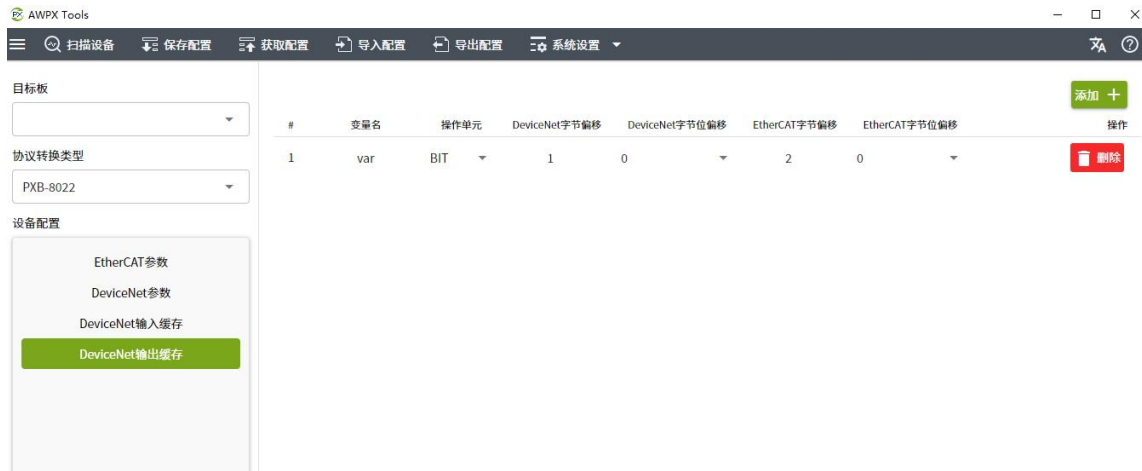 AWPX Tools
扫描设备 保存配置 获取配置 导入配置 导出配置 系统设置
目标板
添加
# 变量名 操作单元 DeviceNet字节偏移 DeviceNet字节位偏移 EtherCAT字节偏移 EtherCAT字节位偏移 操作
协议转换类型
1 var BIT 1 0 2 0 删除
PXB-8022
设备配置
EtherCAT参数
DeviceNet参数
DeviceNet输入缓存
DeviceNet输出缓存